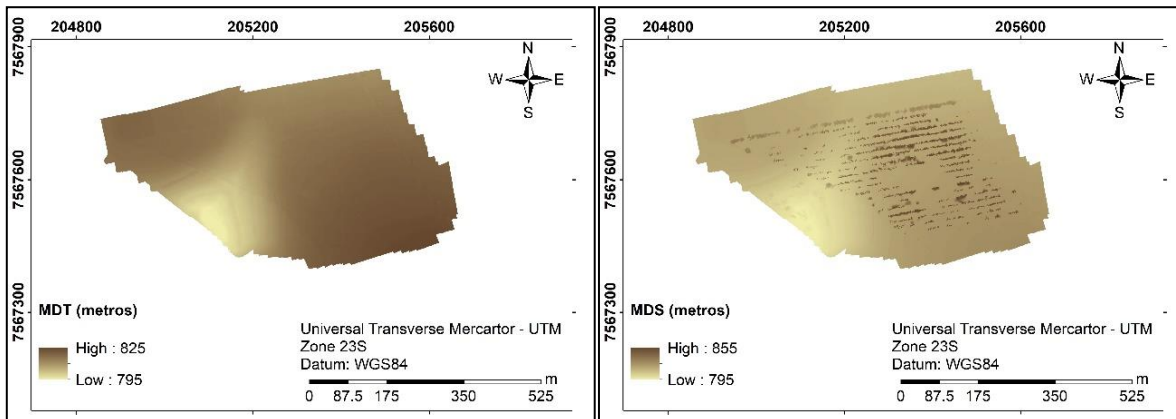 204800 205200 205600
7567900
N
W E
S
7567600
7567300
MDT (metros)
High : 825
Low : 795
Universal Transverse Mercartor - UTM
Zone 23S
Datum: WGS84
m
0 87.5 175 350 525
204800 205200 205600
7567900
N
W E
S
7567600
7567300
MDS (metros)
High : 855
Low : 795
Universal Transverse Mercartor - UTM
Zone 23S
Datum: WGS84
m
0 87.5 175 350 525